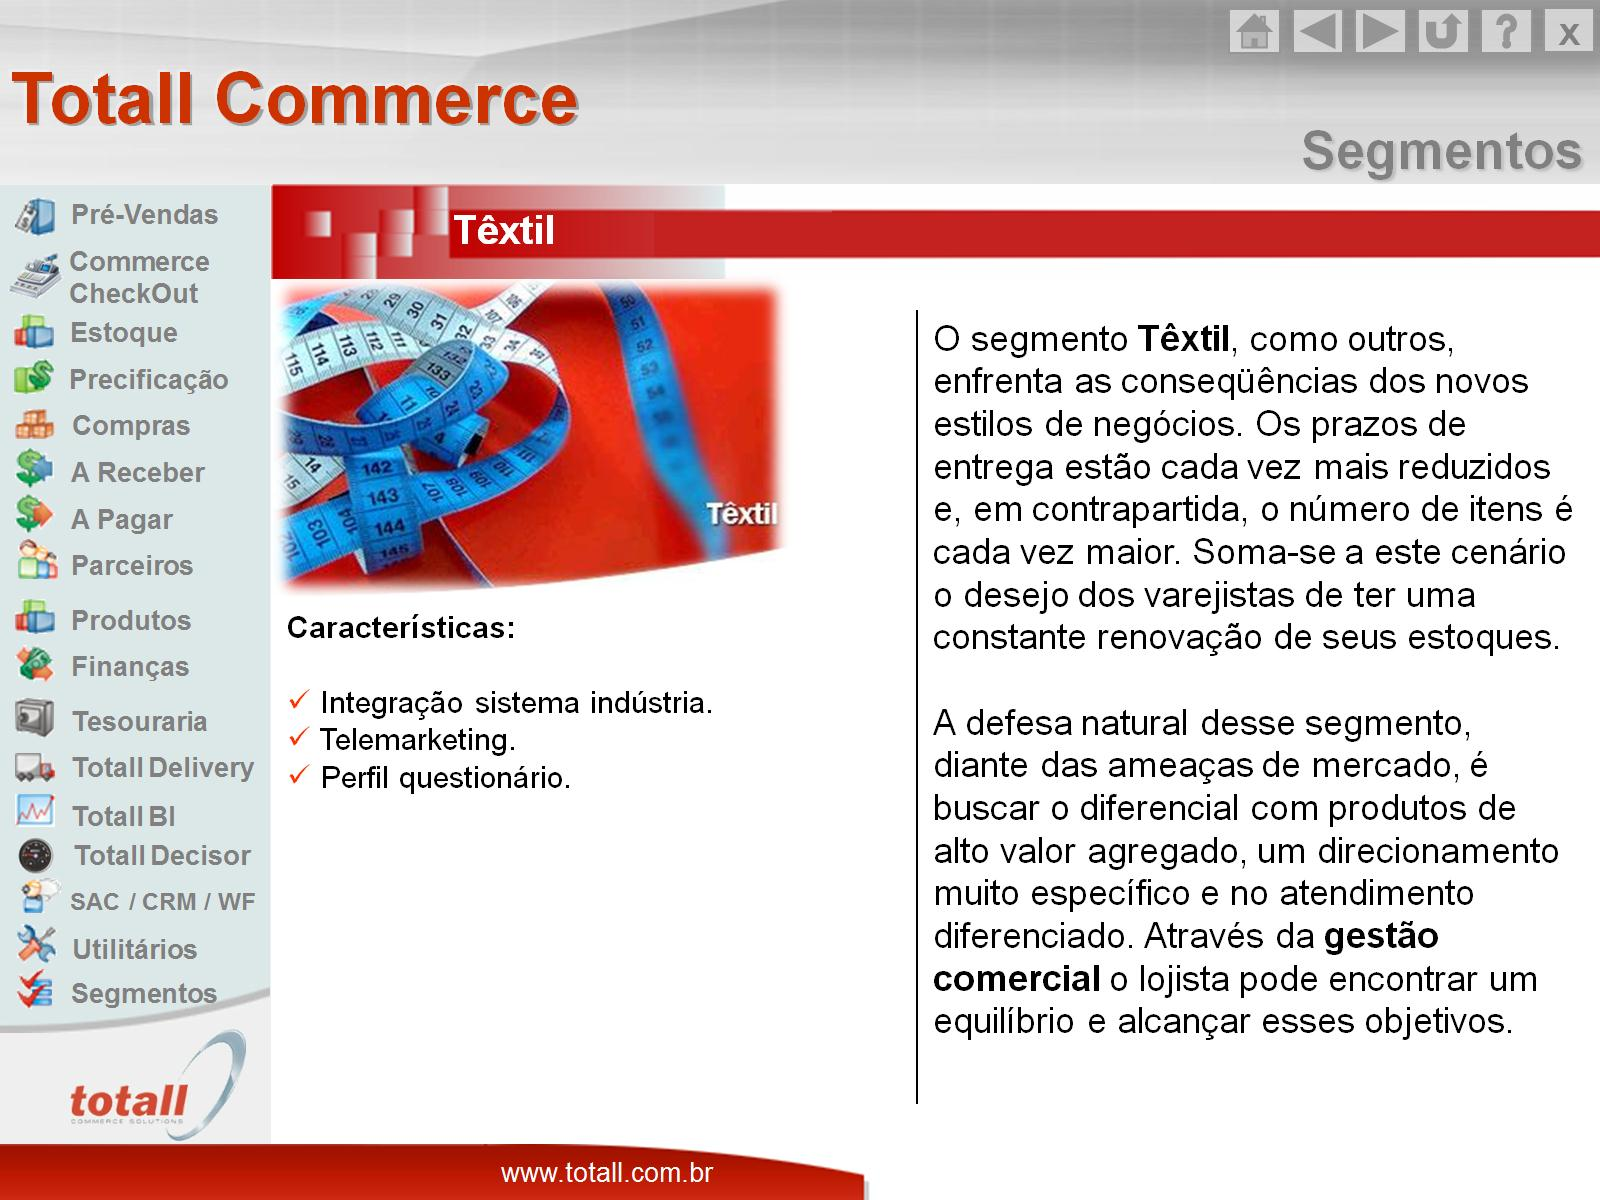 x
Totall Commerce
Segmentos
Pré-Vendas
Commerce
CheckOut
Estoque
Precificação
Compras
A Receber
A Pagar
Parceiros
Produtos
Finanças
Tesouraria
Totall Delivery
Totall BI
Totall Decisor
SAC / CRM / WF
Utilitários
Segmentos
totall
COMMERCE SOLUTIONS
Têxtil
Têxtil
Características:
Integração sistema indústria.
Telemarketing.
Perfil questionário.
O segmento Têxtil, como outros,
enfrenta as conseqüências dos novos
estilos de negócios. Os prazos de
entrega estão cada vez mais reduzidos
e, em contrapartida, o número de itens é
cada vez maior. Soma-se a este cenário
o desejo dos varejistas de ter uma
constante renovação de seus estoques.
A defesa natural desse segmento,
diante das ameaças de mercado, é
buscar o diferencial com produtos de
alto valor agregado, um direcionamento
muito específico e no atendimento
diferenciado. Através da gestão
comercial o lojista pode encontrar um
equilíbrio e alcançar esses objetivos.
www.totall.com.br